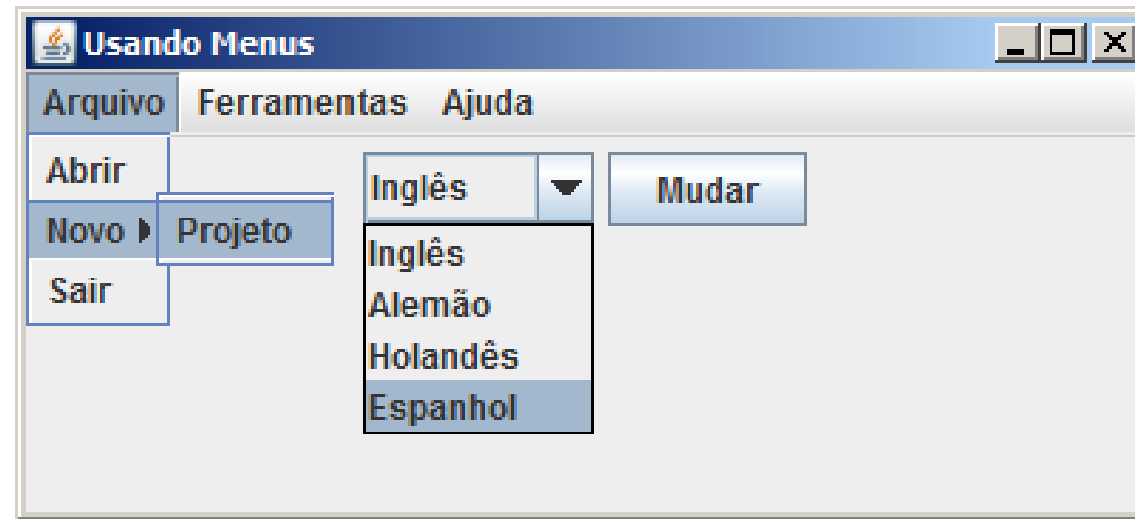 Usando Menus
Arquivo Ferramentas Ajuda
Abrir
Novo Projeto
Sair
Inglês Mudar
Inglês
Alemão
Holandês
Espanhol